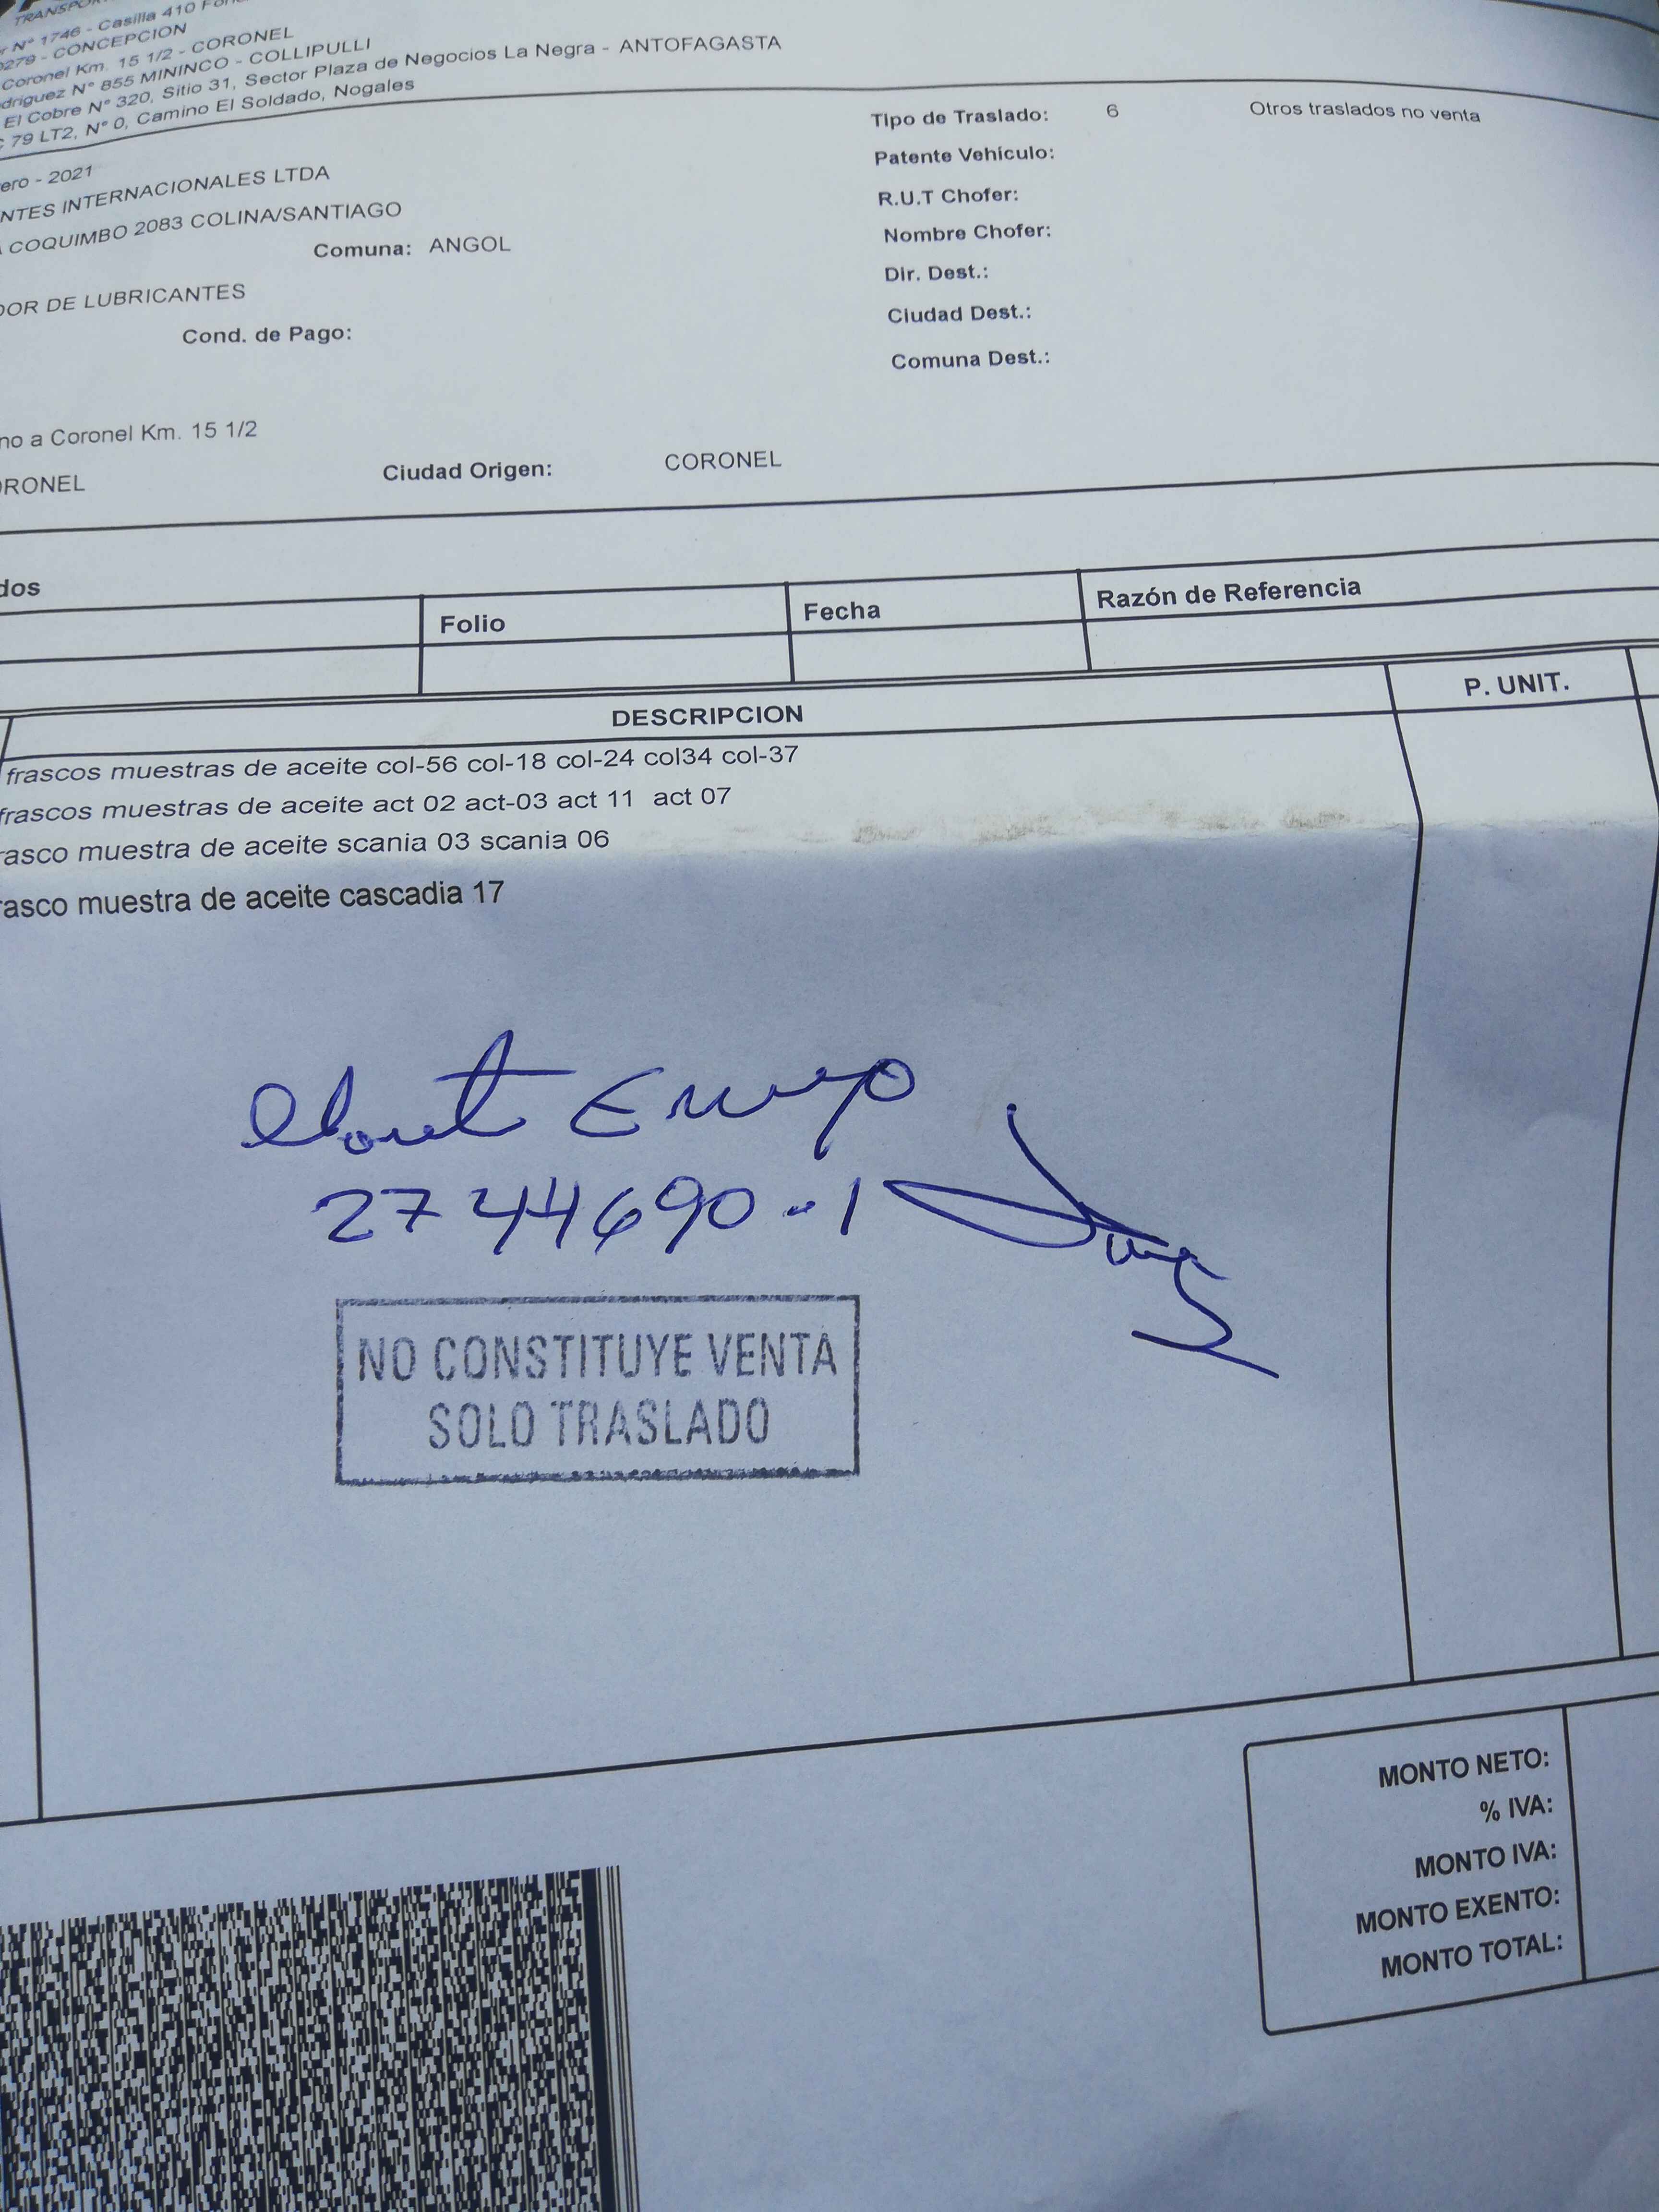 TRANSPOR
r N° 1746 - Casilla 410
0279 - CONCEPCION
Coronel Km. 15 1/2 - CORONEL
driguez N° 855 MININCO - COLLIPULLI
El Cobre N° 320, Sitio 31, Sector Plaza de Negocios La Negra - ANTOFAGASTA
79 LT2, N° 0, Camino El Soldado, Nogales
ero - 2021
NTES INTERNACIONALES LTDA
COQUIMBO 2083 COLINA/SANTIAGO
Comuna: ANGOL
DOR DE LUBRICANTES
Cond. de Pago:
Tipo de Traslado: 6 Otros traslados no venta
Patente Vehículo:
R.U.T Chofer:
Nombre Chofer:
Dir. Dest.:
Ciudad Dest.:
Comuna Dest.:
no a Coronel Km. 15 1/2
RONEL Ciudad Origen: CORONEL
dos
Folio Fecha Razón de Referencia
DESCRIPCION P. UNIT.
frascos muestras de aceite col-56 col-18 col-24 col34 col-37
frascos muestras de aceite act 02 act-03 act 11 act 07
rasco muestra de aceite scania 03 scania 06
rasco muestra de aceite cascadia 17
2744690-1
NO CONSTITUYE VENTA
SOLO TRASLADO
MONTO NETO:
% IVA:
MONTO IVA:
MONTO EXENTO:
MONTO TOTAL: